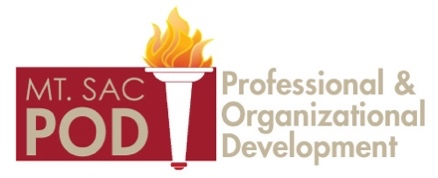 MT. SAC
POD
Professional &
Organizational
Development